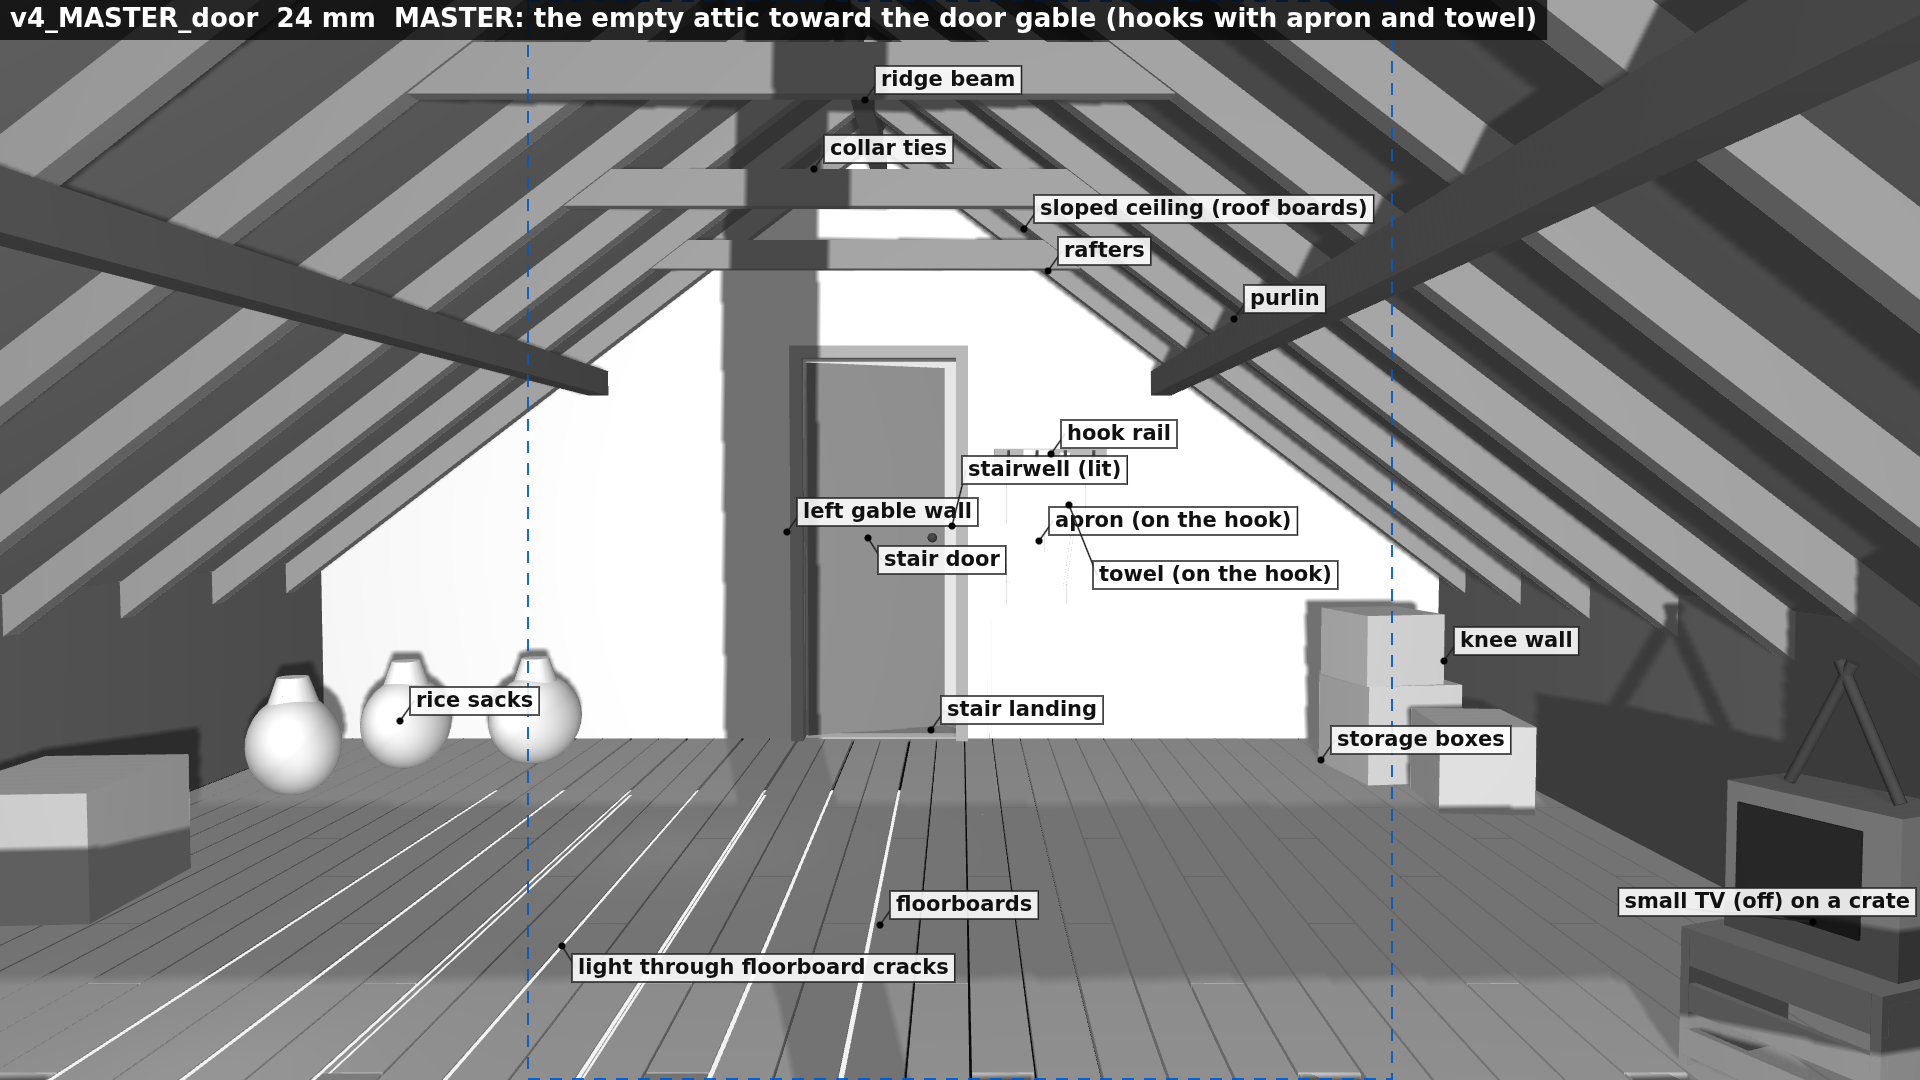 v4_MASTER_door 24 mm MASTER: the empty attic toward the door gable (hooks with apron and towel)
ridge beam
collar ties
sloped ceiling (roof boards)
rafters
purlin
hook rail
stairwell (lit)
left gable wall
apron (on the hook)
stair door
towel (on the hook)
knee wall
rice sacks
stair landing
storage boxes
small TV (off) on a crate
floorboards
light through floorboard cracks